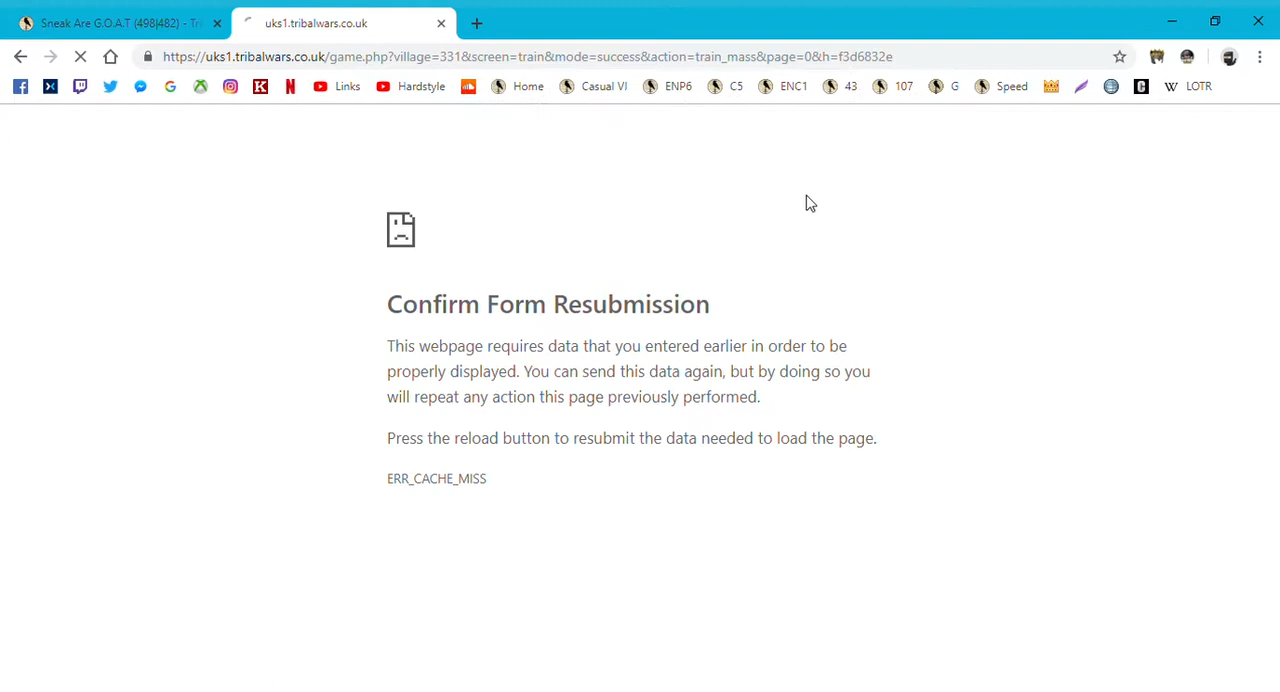 Sneak Are G.O.A.T (498|482) - Tri
uks1.tribalwars.co.uk
https://uks1.tribalwars.co.uk/game.php?village=331&screen=train&mode=success&action=train_mass&page=0&h=f3d6832e
Links Hardstyle Home Casual VI ENP6 C5 ENC1 43 107 G Speed W LOTR
Confirm Form Resubmission
This webpage requires data that you entered earlier in order to be
properly displayed. You can send this data again, but by doing so you
will repeat any action this page previously performed.
Press the reload button to resubmit the data needed to load the page.
ERR_CACHE_MISS